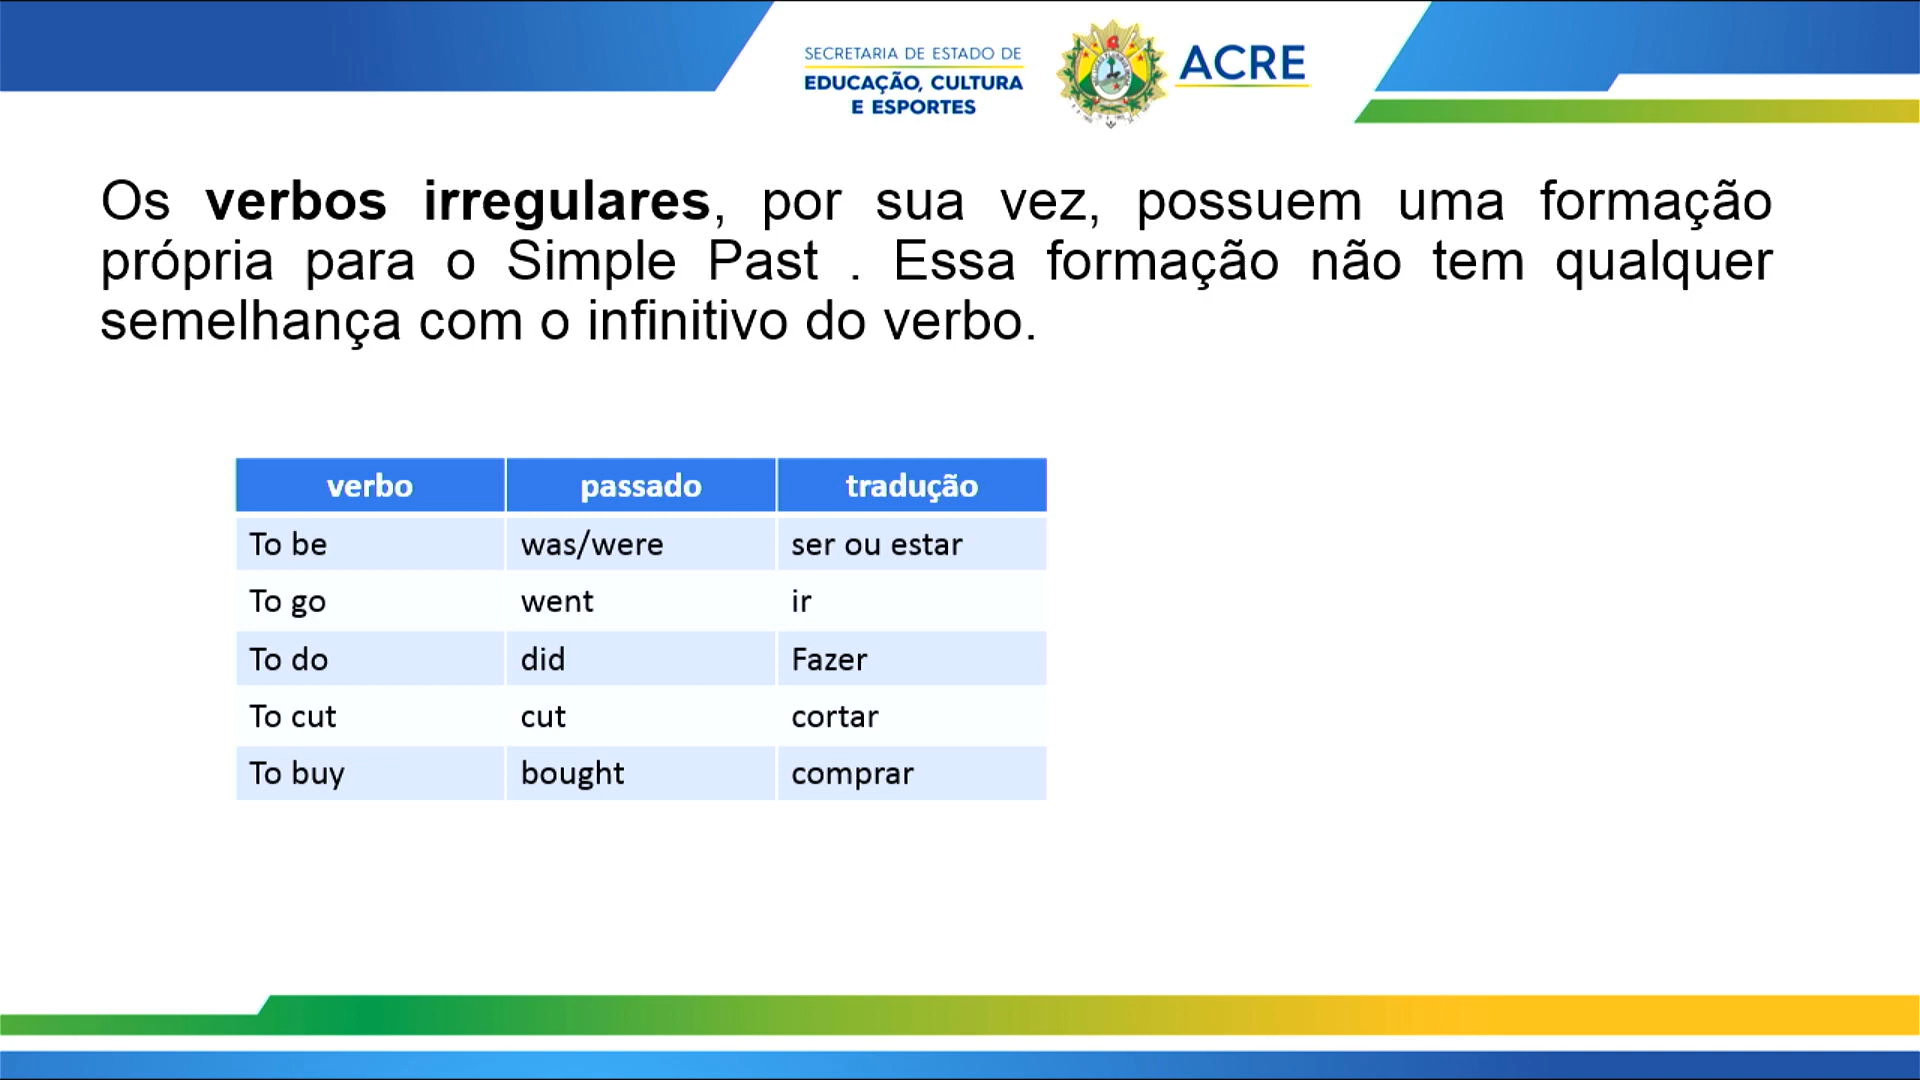 SECRETARIA DE ESTADO DE
EDUCAÇÃO, CULTURA
E ESPORTES
ACRE
Os verbos irregulares, por sua vez, possuem uma formação
própria para o Simple Past . Essa formação não tem qualquer
semelhança com o infinitivo do verbo.
verbo passado tradução
To be was/were ser ou estar
To go went ir
To do did Fazer
To cut cut cortar
To buy bought comprar